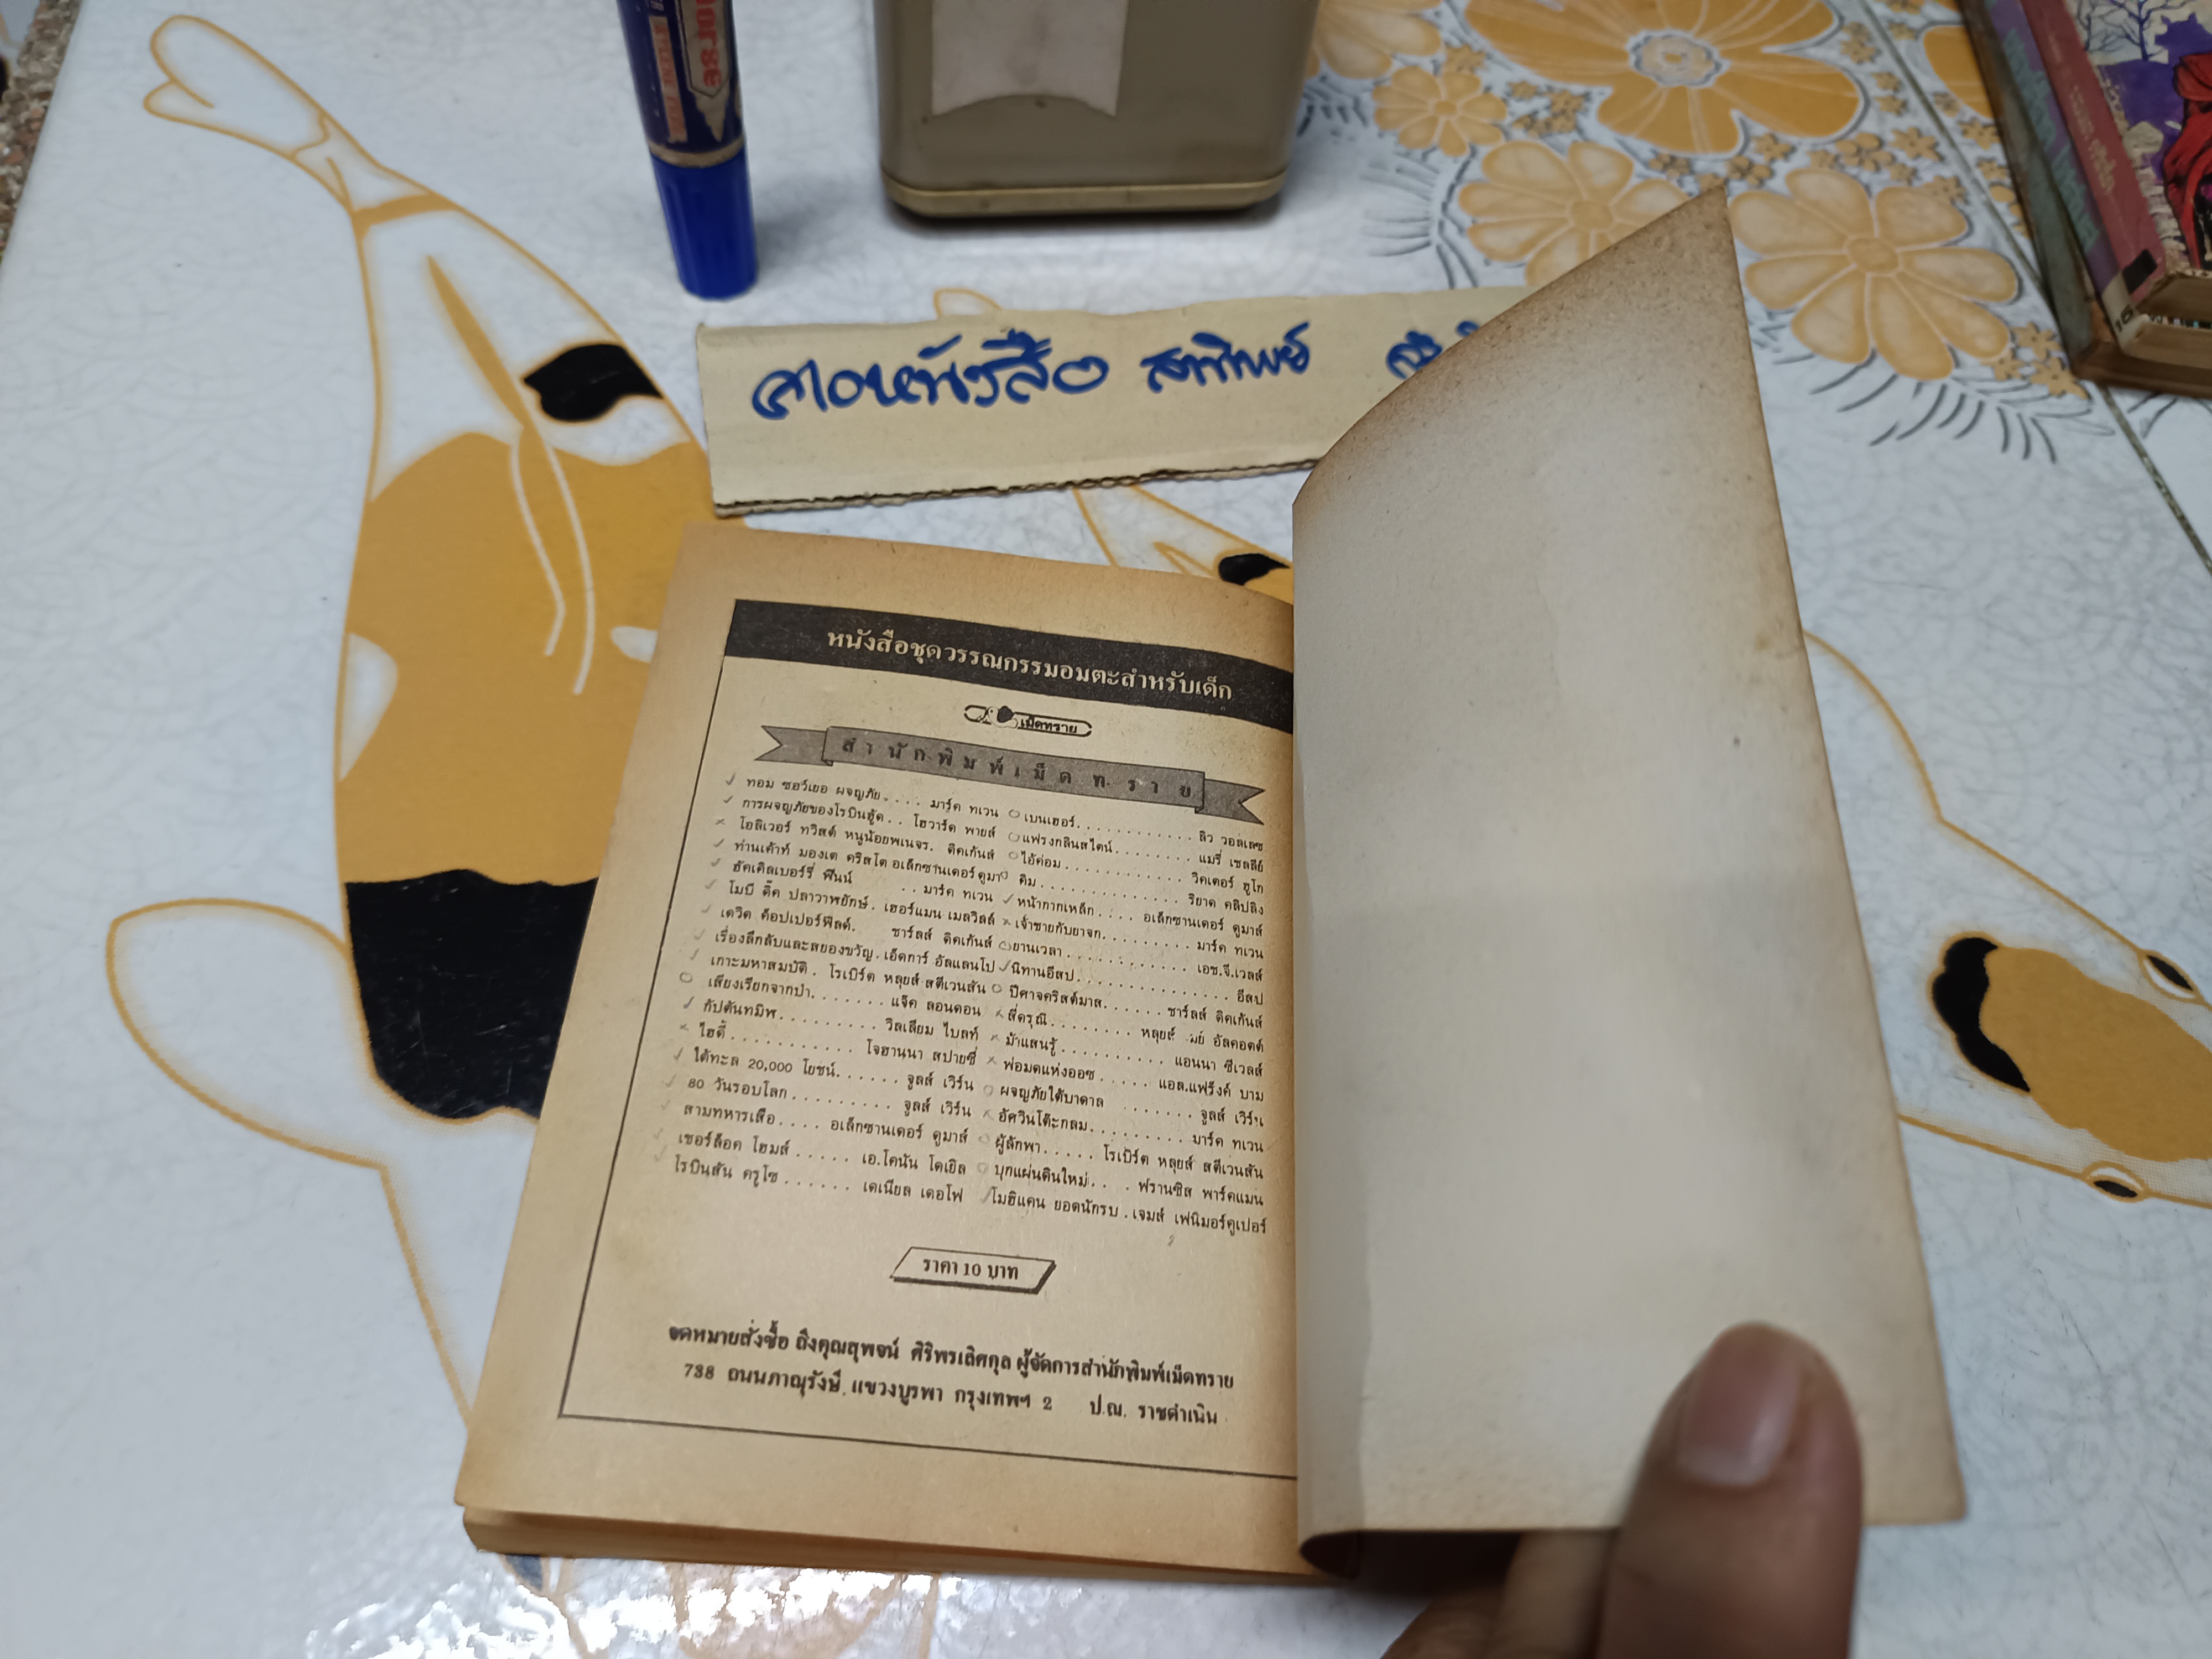 Horse
ศาลหนังสือ สาทิพย์
หนังสือชุดวรรณกรรมอมตะสำหรับเด็ก
เม็ดทราย
สำนักพิมพ์เม็ดทราย
✓ ทอม ซอว์เยอ ผจญภัย. . . . มาร์ค ทเวน
✓ การผจญภัยของโรบินฮู้ด. . โฮวาร์ด พายส์
× โอลิเวอร์ ทวิสต์ หนูน้อยพเนจร. ดิคเก้นส์
✓ ท่านเค้าท์ มองเต คริสโต อเล็กซานเดอร์ ดูมา
✓ ฮัคเคิลเบอร์รี่ ฟินน์ . . มาร์ค ทเวน
✓ โมบี ดิ๊ค ปลาวาฬยักษ์. เฮอร์แมน เมลวิลล์
✓ เดวิด ค็อปเปอร์ฟิลด์. ชาร์ลส์ ดิคเก้นส์
✓ เรื่องลึกลับและสยองขวัญ. เอ็ดการ์ อัลแลนโป
✓ เกาะมหาสมบัติ. โรเบิร์ต หลุยส์ สตีเวนสัน
○ เสียงเรียกจากป่า. . . . . . . แจ็ค ลอนดอน
✓ กัปตันทมิฬ. . . . . . . . . วิลเลียม ไบลท์
× ไฮดี้. . . . . . . . . . . โจฮานนา สปายรี่
✓ ใต้ทะเล 20,000 โยชน์. . . . . . จูลส์ เวิร์น
✓ 80 วันรอบโลก. . . . . . . . . จูลส์ เวิร์น
✓ สามทหารเสือ. . . . อเล็กซานเดอร์ ดูมาส์
✓ เชอร์ล็อค โฮมส์. . . . . เอ.โคนัน โดเยิล
✓ โรบินสัน ครูโซ. . . . . . เดเนียล เดอโฟ
○ เบนเฮอร์. . . . . . . . . . . . ลิว วอลเลซ
○ แฟรงกลินสไตน์. . . . . . . . แมรี่ เชลลีย์
○ ไอ้ค่อม. . . . . . . . . . . . วิคเตอร์ ฮูโก
○ คิม. . . . . . . . . . . . . ริยาด คลิปลิง
✓ หน้ากากเหล็ก. . . . อเล็กซานเดอร์ ดูมาส์
× เจ้าชายกับยาจก. . . . . . . . . มาร์ค ทเวน
○ ยานเวลา. . . . . . . . . . . เอช.จี.เวลส์
✓ นิทานอีสป. . . . . . . . . . . . . . . อีสป
○ ปีศาจคริสต์มาส. . . . . . ชาร์ลส์ ดิคเก้นส์
× สี่ดรุณี. . . . . . . . หลุยส์ เมย์ อัลคอตต์
× ม้าแสนรู้. . . . . . . . . . แอนนา ซีเวลส์
× พ่อมดแห่งออซ. . . . . แอล.แฟร็งค์ บาม
○ ผจญภัยใต้บาดาล . . . . . . . จูลส์ เวิร์น
× อัศวินโต๊ะกลม. . . . . . . . . มาร์ค ทเวน
○ ผู้ลักพา. . . . . โรเบิร์ต หลุยส์ สตีเวนสัน
○ บุกแผ่นดินใหม่. . . ฟรานซิส พาร์คแมน
✓ โมฮิแคน ยอดนักรบ. เจมส์ เฟนิมอร์คูเปอร์
ราคา 10 บาท
จดหมายสั่งซื้อ ถึงคุณสุพจน์ ศิริพรเลิศกุล ผู้จัดการสำนักพิมพ์เม็ดทราย
738 ถนนภาณุรังษี แขวงบูรพา กรุงเทพฯ 2 ป.ณ. ราชดำเนิน